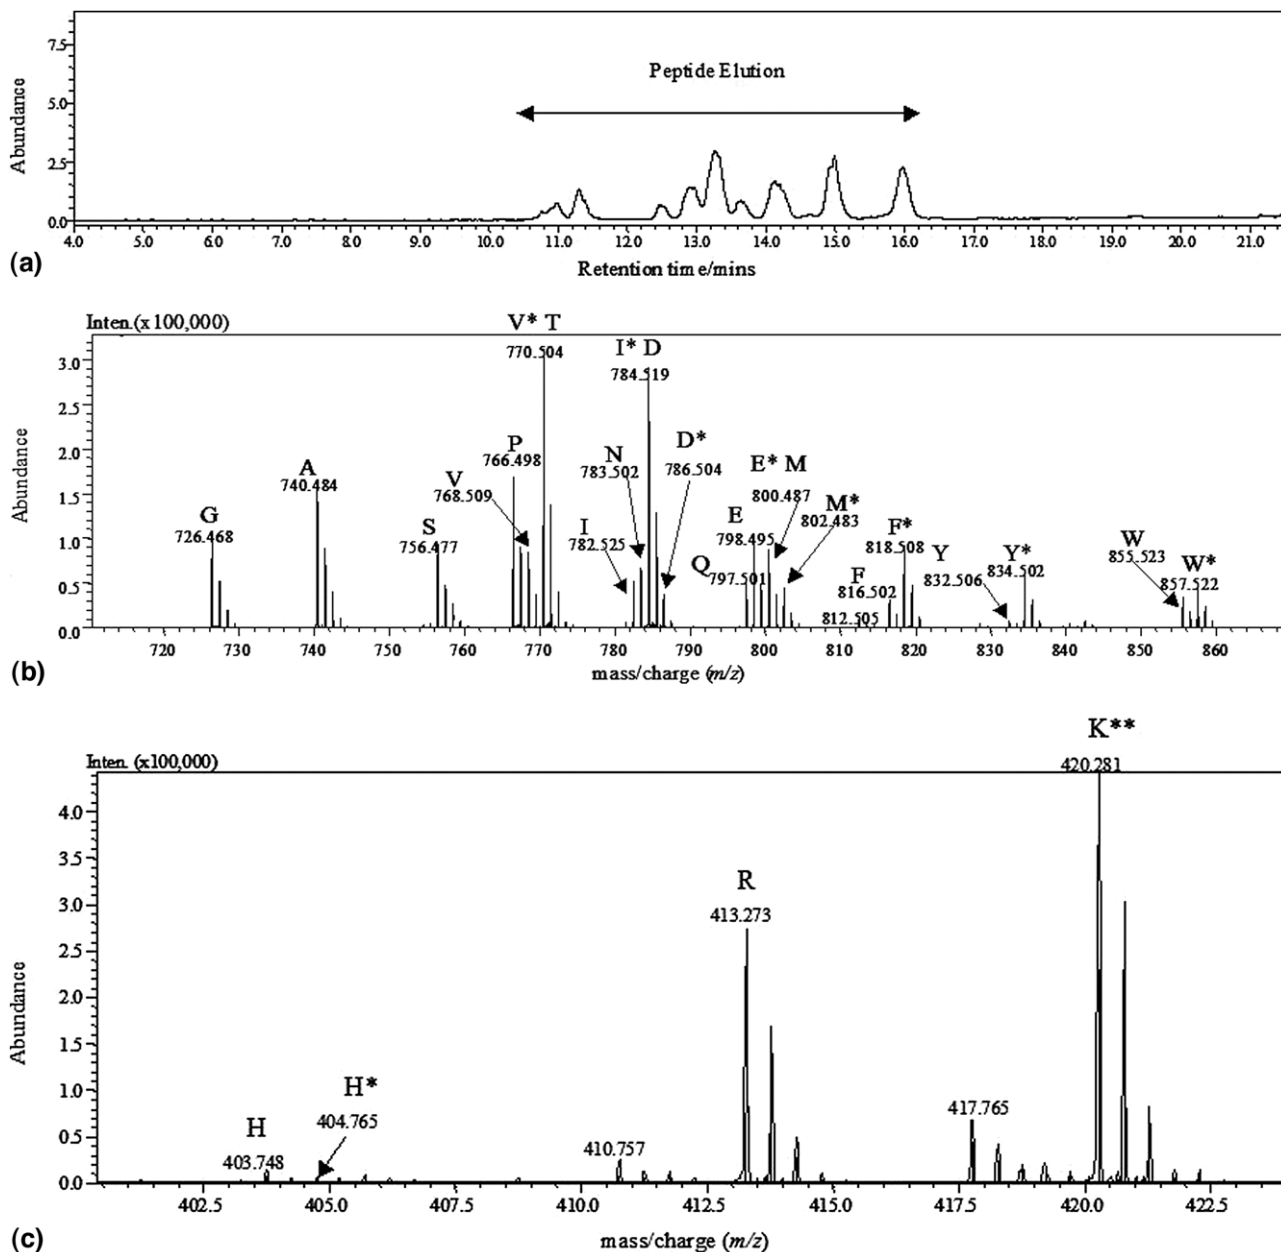 7.5
Peptide Elution
5.0
Abundance
2.5
0.0
4.0 5.0 6.0 7.0 8.0 9.0 10.0 11.0 12.0 13.0 14.0 15.0 16.0 17.0 18.0 19.0 20.0 21.0
(a) Retention time/mins
Inten.(x100,000)
V* T
770.504
I* D
784.519
3.0
2.5
D*
786.504
N
783.502
P
766.498
E* M
800.487
A
740.484
V
768.509
M*
802.483
2.0
Abundance
1.5
G
726.468
S
756.477
I
782.525
E
798.495
F*
818.508
W
855.523
Y
832.506
Y*
834.502
W*
857.522
1.0
Q
797.501
F
816.502
812.505
0.5
0.0
720 730 740 750 760 770 780 790 800 810 820 830 840 850 860
(b) mass/charge (m/z)
K**
Inten. (x100,000)
420.281
4.0
3.5
R
413.273
3.0
2.5
Abundance
2.0
1.5
H*
404.765
1.0
H
403.748
410.757
417.765
0.5
0.0
402.5 405.0 407.5 410.0 412.5 415.0 417.5 420.0 422.5
(c) mass/charge (m/z)